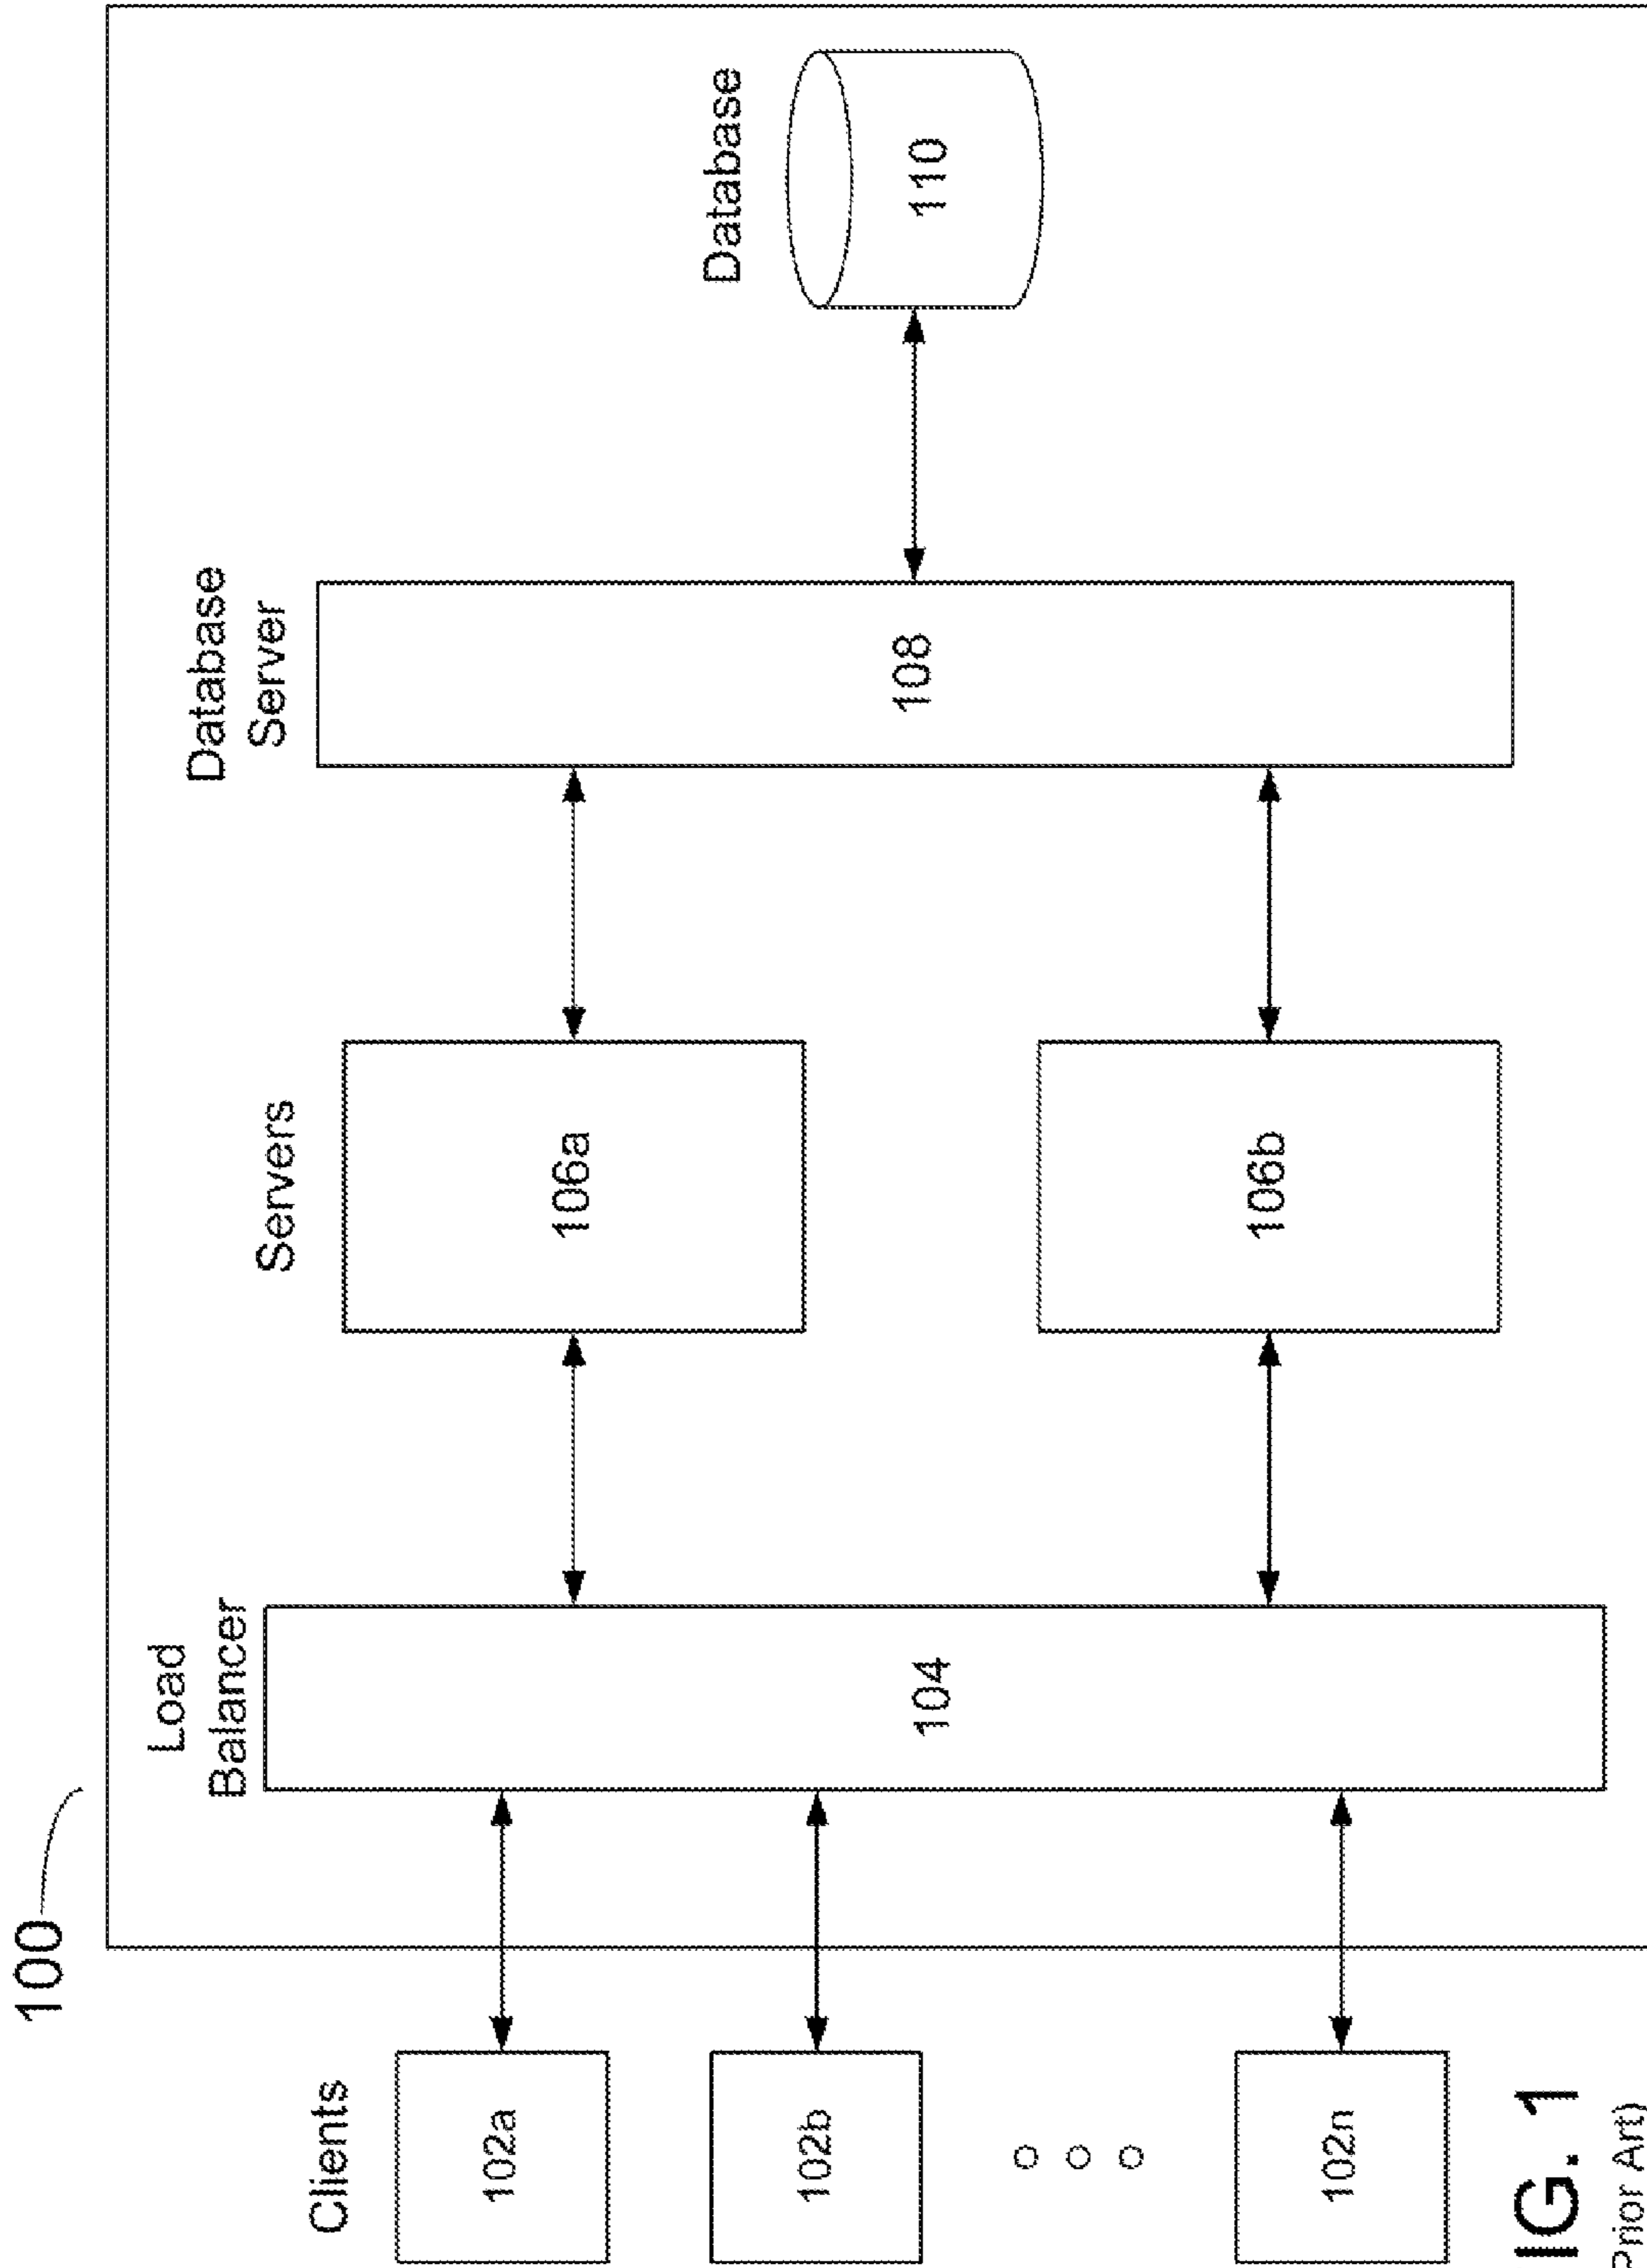 100
Clients
Load
Balancer
Servers
Database
Server
Database
102a
102b
102n
104
106a
106b
108
110
IG. 1
Prior Art)